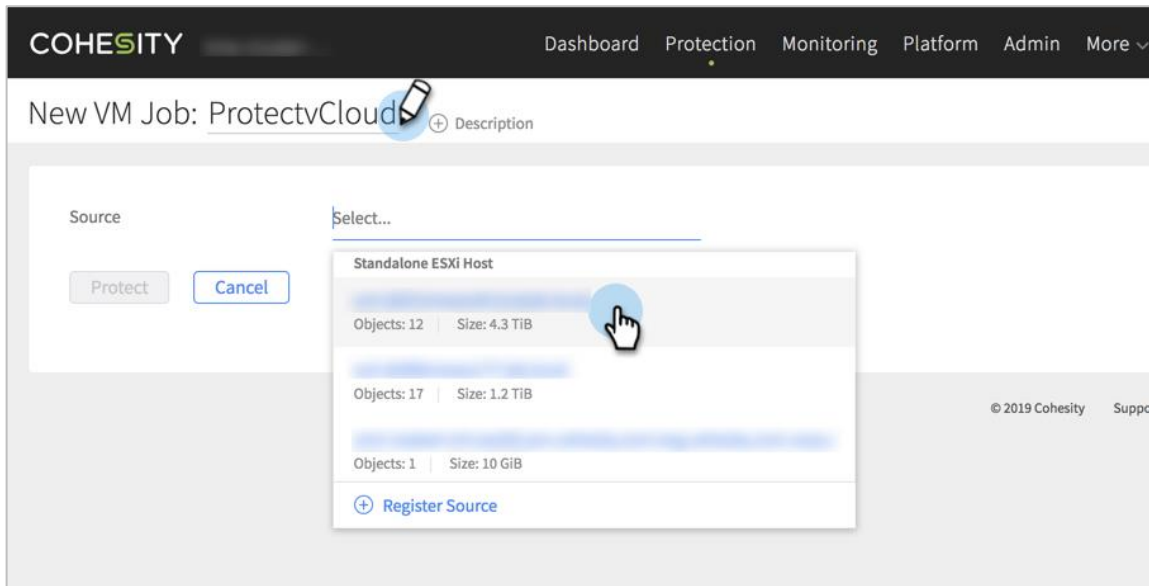 COHESITY Dashboard Protection Monitoring Platform Admin More
New VM Job: ProtectvCloud Description
Source Select...
Standalone ESXi Host
Protect Cancel
Objects: 12 Size: 4.3 TiB
Objects: 17 Size: 1.2 TiB
© 2019 Cohesity Suppo
Objects: 1 Size: 10 GiB
Register Source